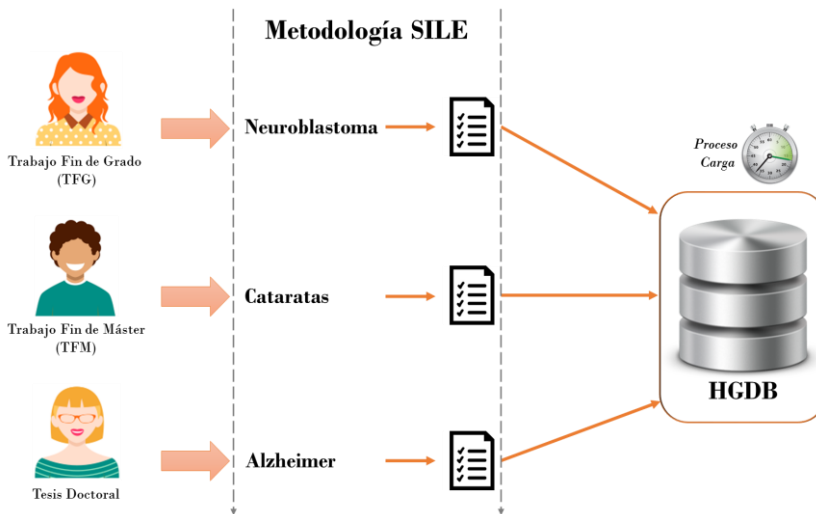 Metodología SILE
Trabajo Fin de Grado
(TFG)
Neuroblastoma
Proceso
Carga
Trabajo Fin de Máster
(TFM)
Cataratas
HGDB
Tesis Doctoral
Alzheimer